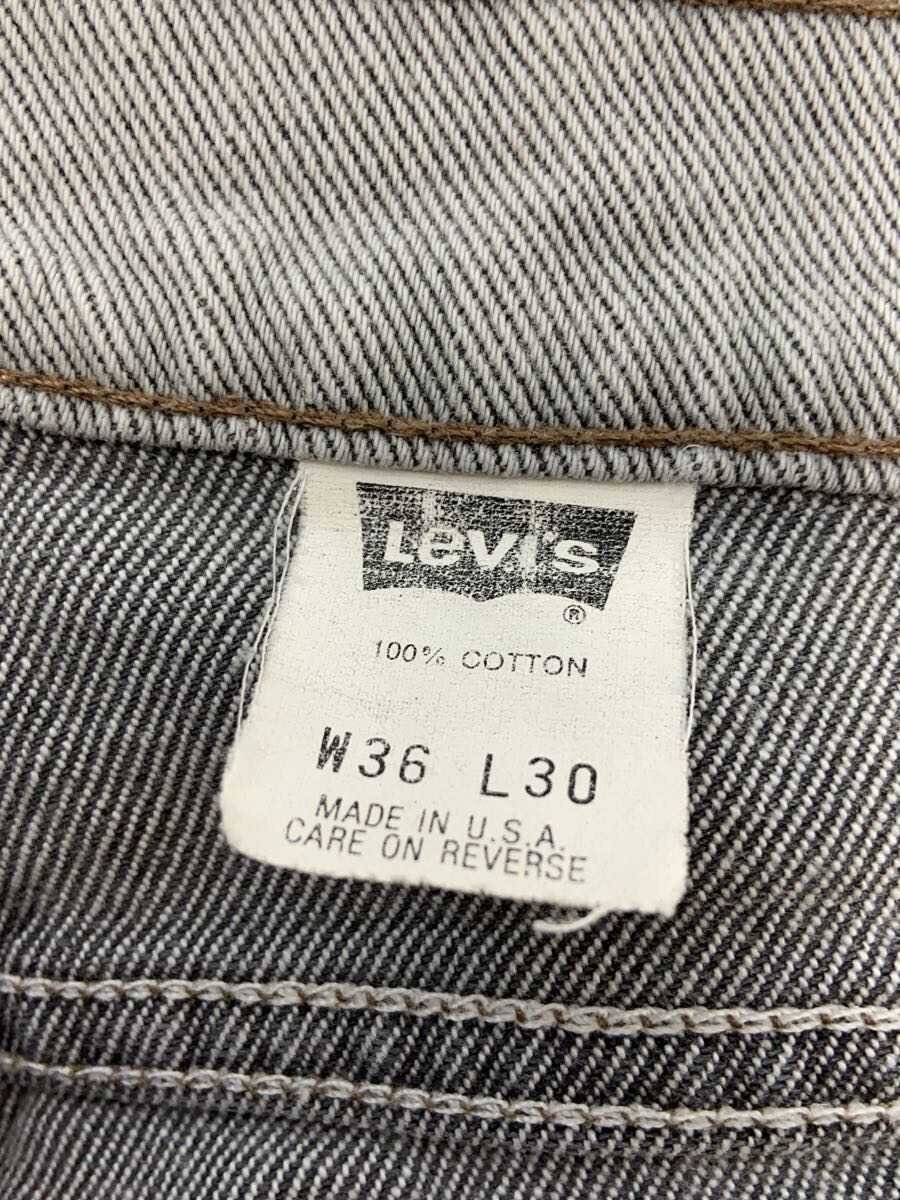 Levi's
®
100% COTTON
W36 L30
MADE IN U.S.A.
CARE ON REVERSE